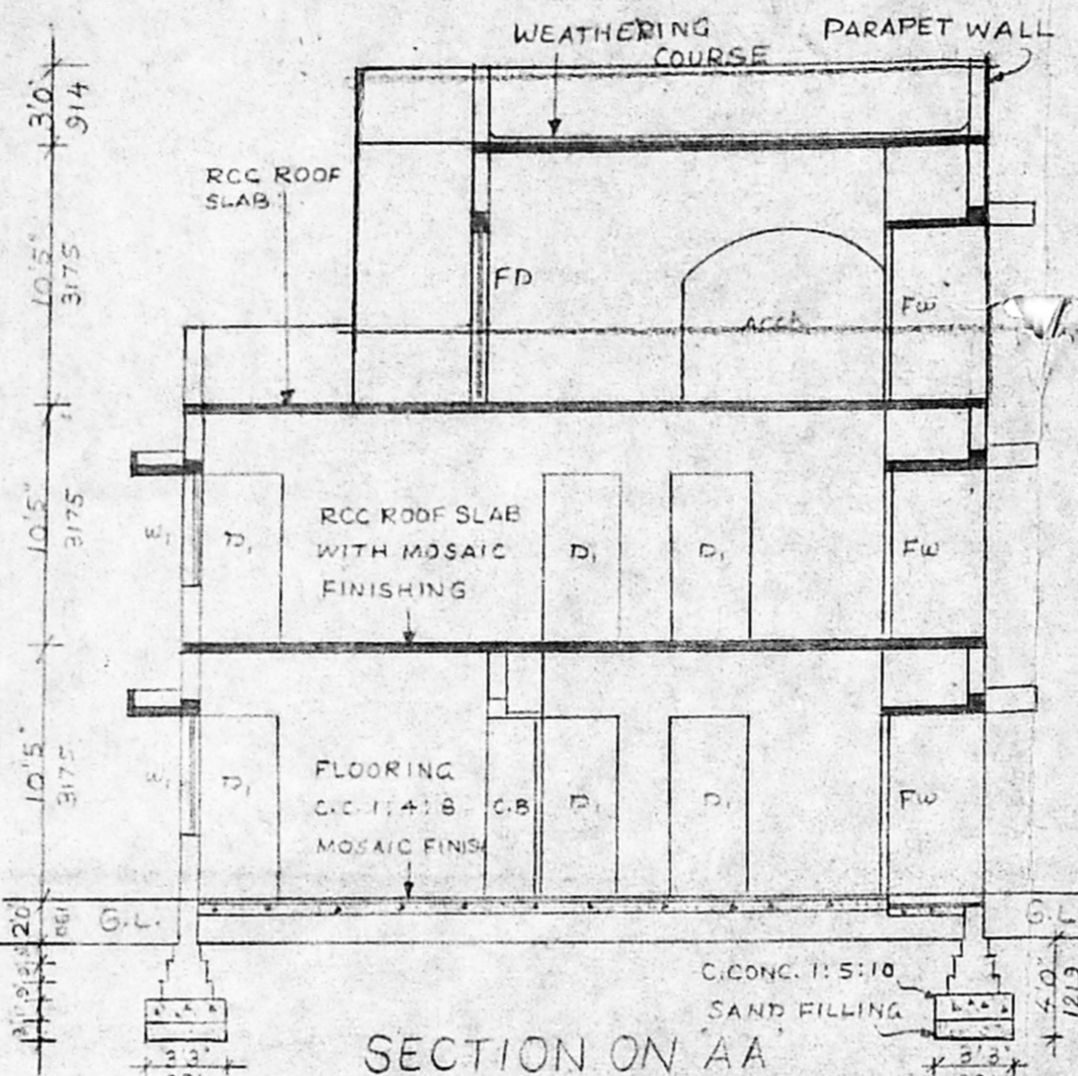 WEATHERING
COURSE
PARAPET WALL
3'0"
914
RCC ROOF
SLAB
10'5"
3175
FD
ARCH
FW
10'5"
3175
W1
D1
RCC ROOF SLAB
WITH MOSAIC
FINISHING
D1
D1
FW
10'5"
3175
W1
D1
FLOORING
C.C 1:4:8
MOSAIC FINISH
C.B
D1
D1
FW
2'0"
G.L.
G.L
C.CONC. 1:5:10
SAND FILLING
4'0"
1219
3'3"
SECTION ON 'AA'
3'3"